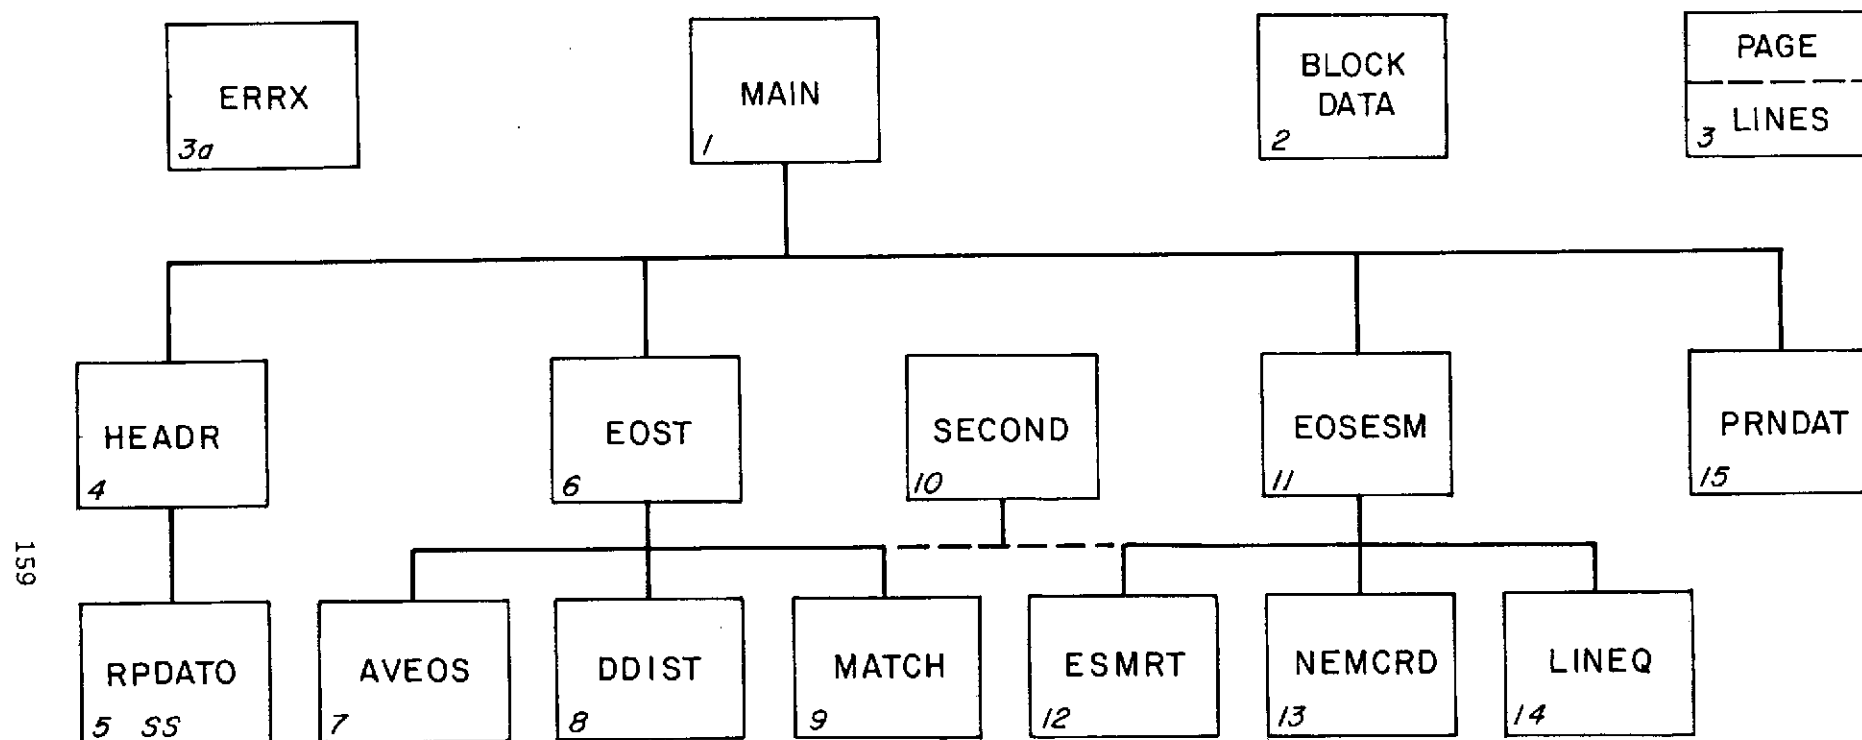 ERRX
3a
MAIN
1
BLOCK
DATA
2
PAGE
LINES
3
HEADR
4
EOST
6
SECOND
10
EOSESM
11
PRNDAT
15
159
RPDATO
5 SS
AVEOS
7
DDIST
8
MATCH
9
ESMRT
12
NEMCRD
13
LINEQ
14